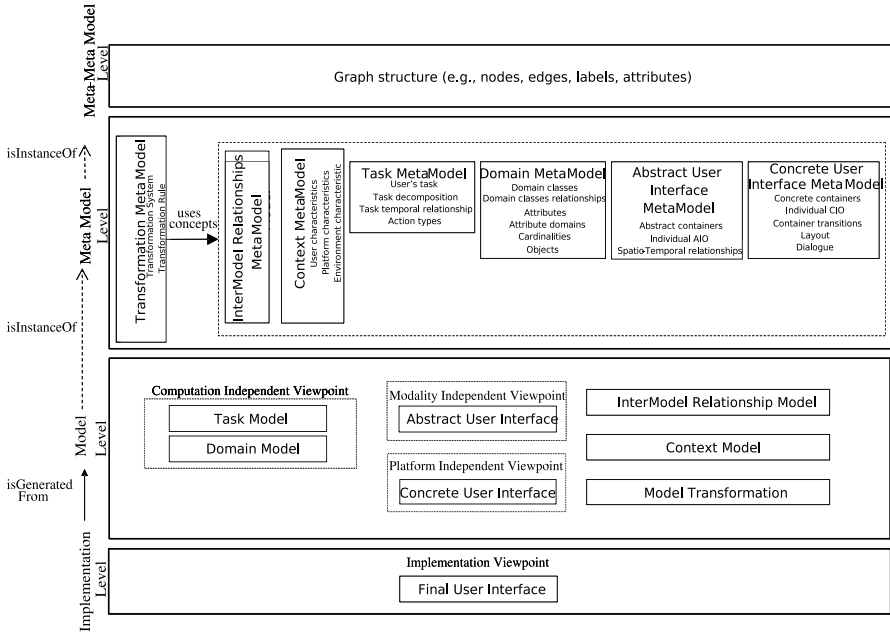 Meta-Meta Model
Level
Graph structure (e.g., nodes, edges, labels, attributes)
isInstanceOf
Meta Model
Level
Transformation MetaModel
Transformation System
Transformation Rule
uses
concepts
InterModel Relationships
MetaModel
Context MetaModel
User characteristics
Platform characteristics
Environment characteristic
Task MetaModel
User's task
Task decomposition
Task temporal relationship
Action types
Domain MetaModel
Domain classes
Domain classes relationships
Attributes
Attribute domains
Cardinalities
Objects
Abstract User
Interface
MetaModel
Abstract containers
Individual AIO
Spatio-Temporal relationships
Concrete User
Interface MetaModel
Concrete containers
Individual CIO
Container transitions
Layout
Dialogue
isInstanceOf
Model
Level
Computation Independent Viewpoint
Task Model
Domain Model
Modality Independent Viewpoint
Abstract User Interface
Platform Independent Viewpoint
Concrete User Interface
InterModel Relationship Model
Context Model
Model Transformation
isGenerated
From
Implementation
Level
Implementation Viewpoint
Final User Interface